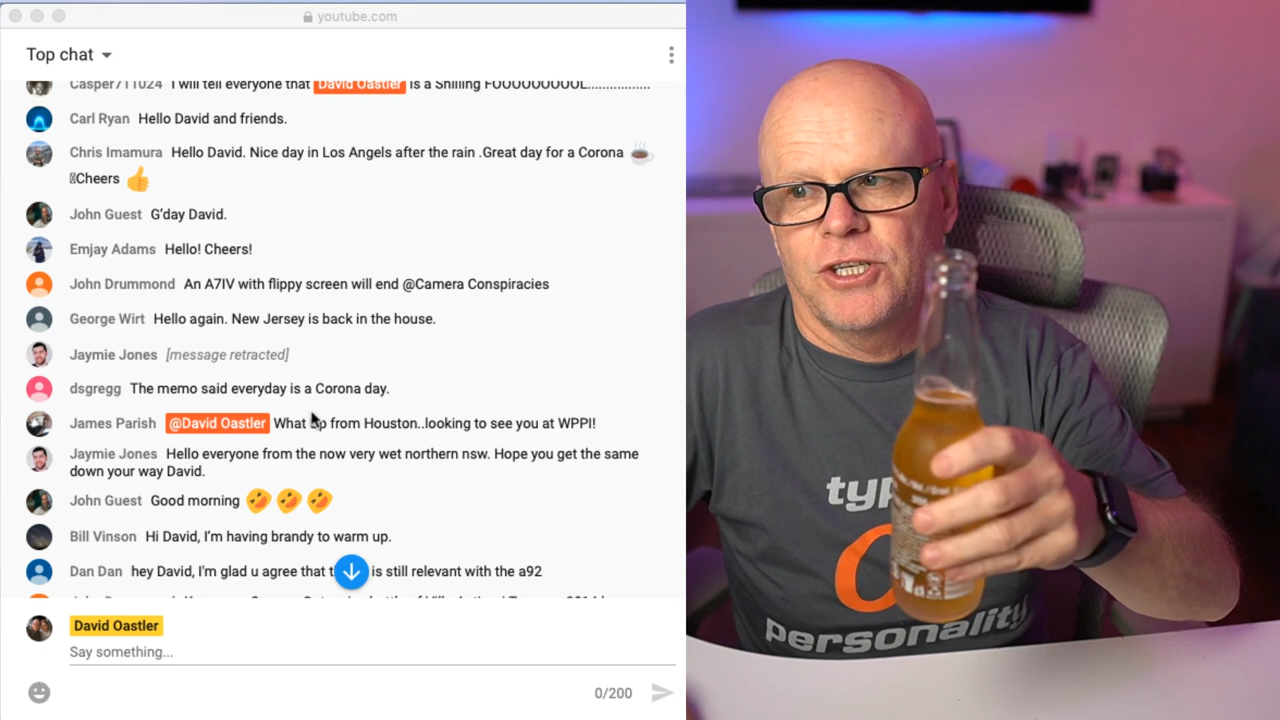 youtube.com
Top chat
Casper711024 I will tell everyone that David Oastler is a Shilling FOOOOOOOOOL.................
Carl Ryan Hello David and friends.
Chris Imamura Hello David. Nice day in Los Angels after the rain .Great day for a Corona
Cheers
John Guest G'day David.
Emjay Adams Hello! Cheers!
John Drummond An A7IV with flippy screen will end @Camera Conspiracies
George Wirt Hello again. New Jersey is back in the house.
Jaymie Jones [message retracted]
dsgregg The memo said everyday is a Corona day.
James Parish @David Oastler What up from Houston..looking to see you at WPPI!!
Jaymie Jones Hello everyone from the now very wet northern nsw. Hope you get the same
down your way David.
John Guest Good morning
Bill Vinson Hi David, I'm having brandy to warm up.
Dan Dan hey David, I'm glad u agree that is still relevant with the a92
David Oastler
Say something...
0/200
O
personality